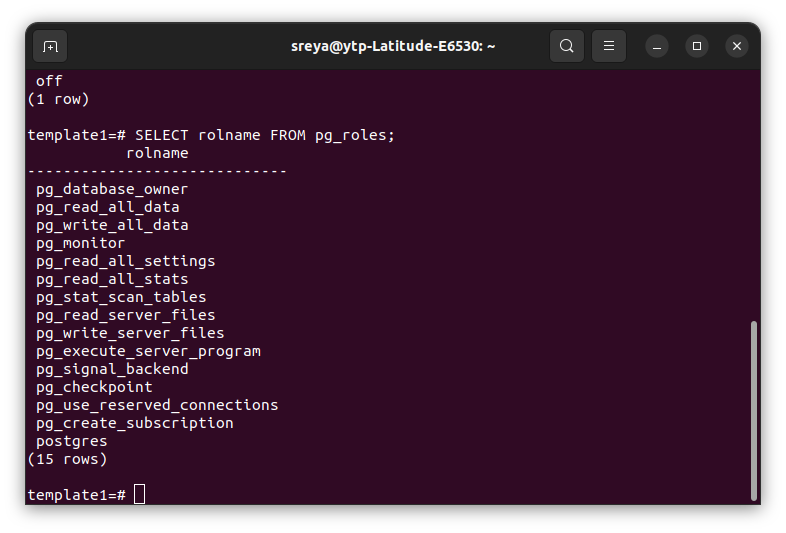 sreya@ytp-Latitude-E6530: ~
off
(1 row)
template1=# SELECT rolname FROM pg_roles;
rolname
-----------------------------
pg_database_owner
pg_read_all_data
pg_write_all_data
pg_monitor
pg_read_all_settings
pg_read_all_stats
pg_stat_scan_tables
pg_read_server_files
pg_write_server_files
pg_execute_server_program
pg_signal_backend
pg_checkpoint
pg_use_reserved_connections
pg_create_subscription
postgres
(15 rows)
template1=#